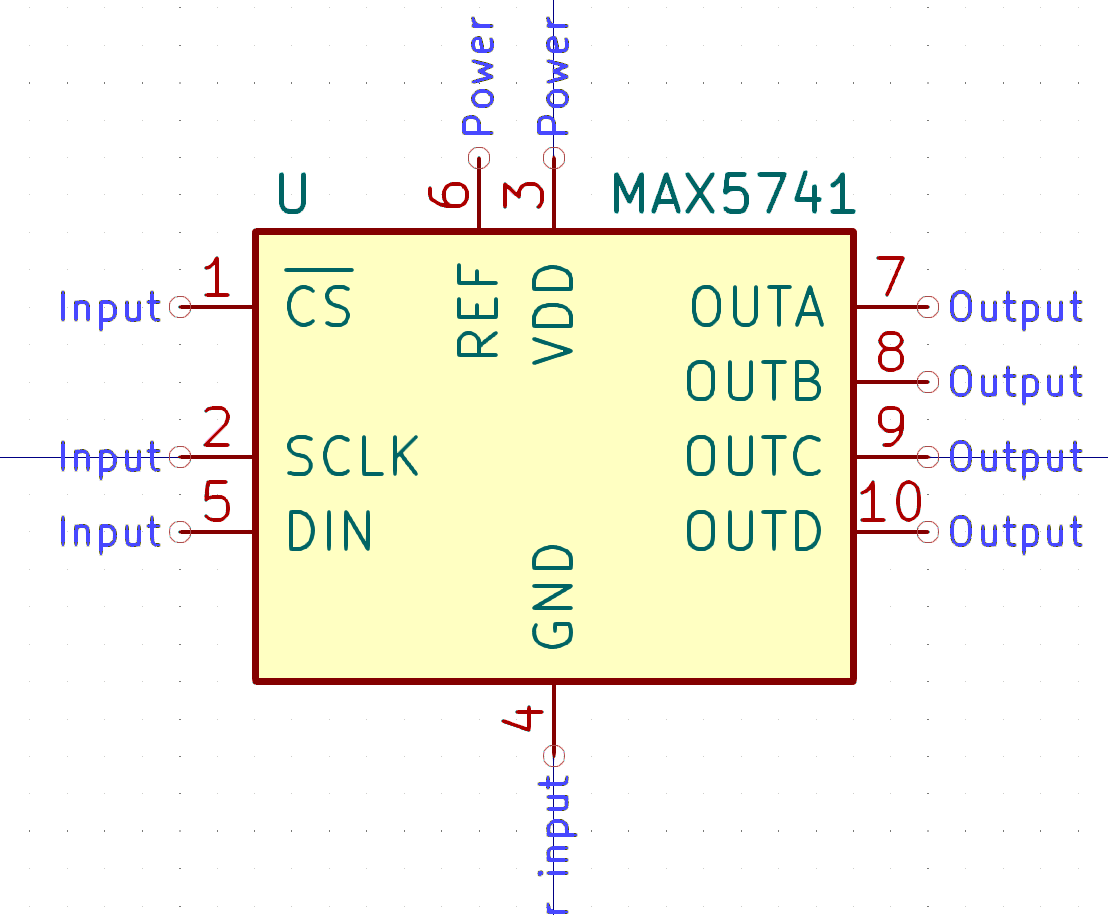 Power
Power
U
6
3
MAX5741
1
7
Input
CS
REF
VDD
OUTA
Output
8
OUTB
Output
2
9
Input
SCLK
OUTC
Output
5
10
Input
DIN
OUTD
Output
GND
4
r input